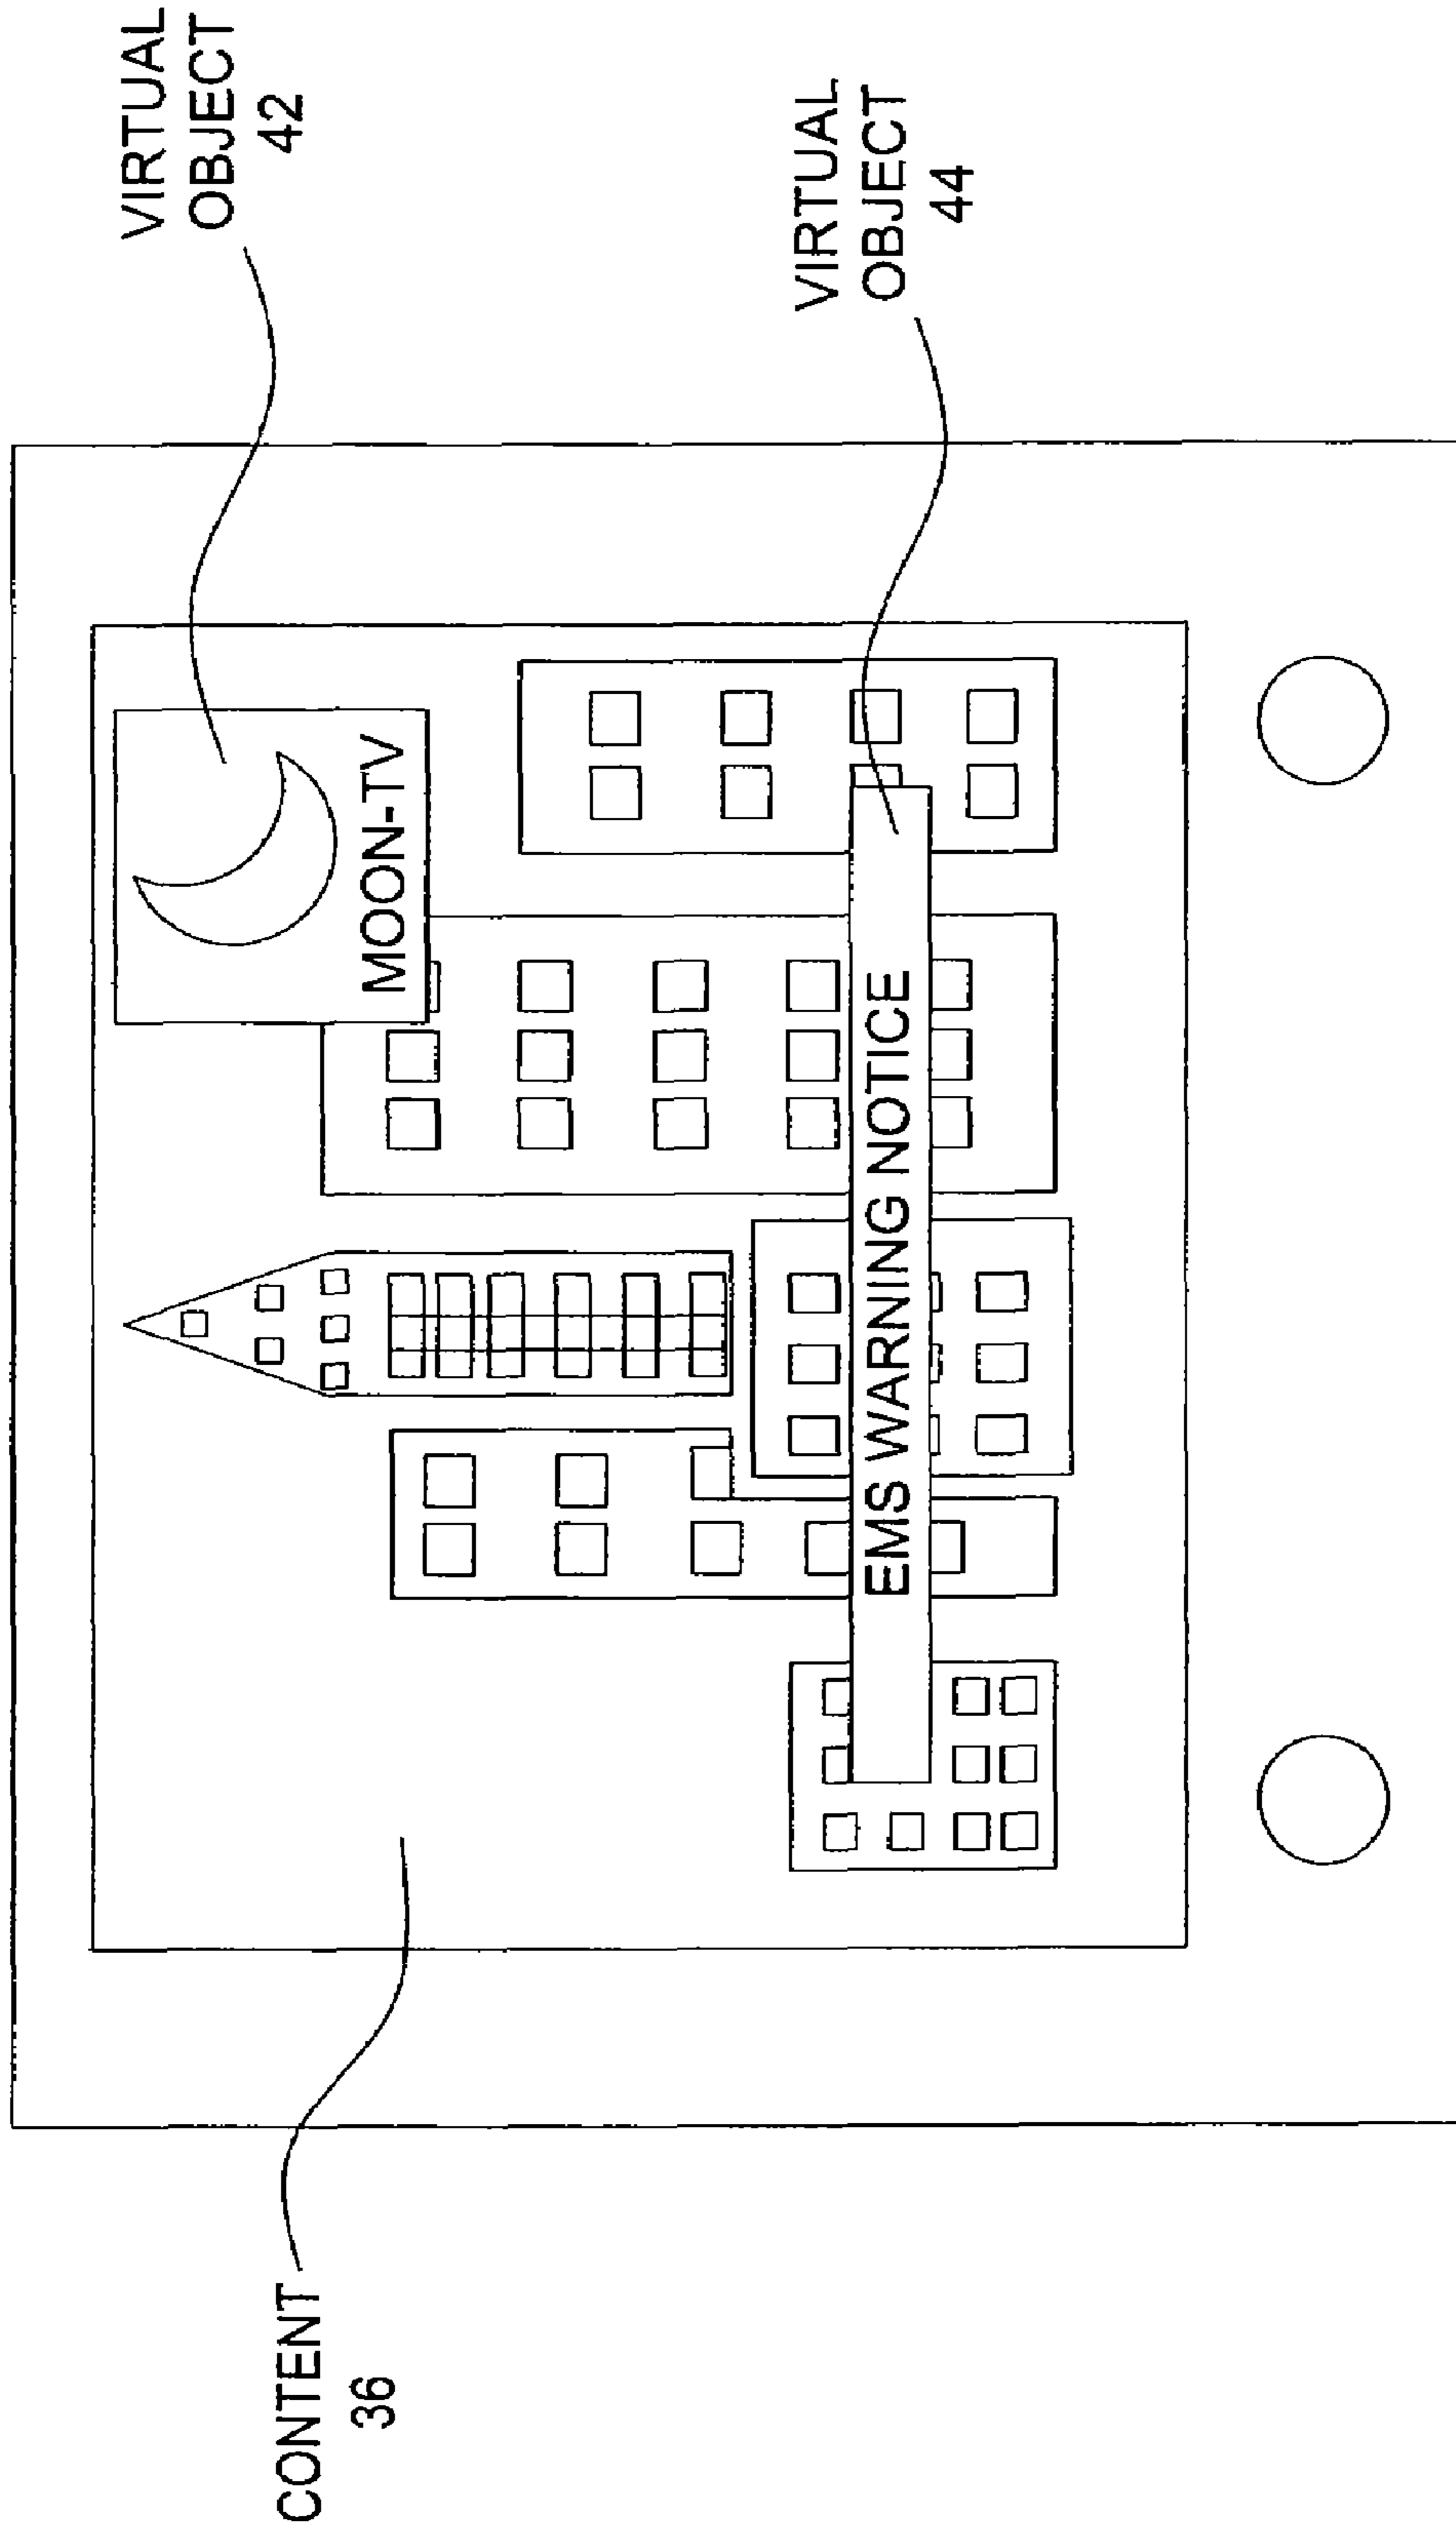 VIRTUAL
OBJECT
42
MOON-TV
VIRTUAL
OBJECT
44
EMS WARNING NOTICE
CONTENT
36